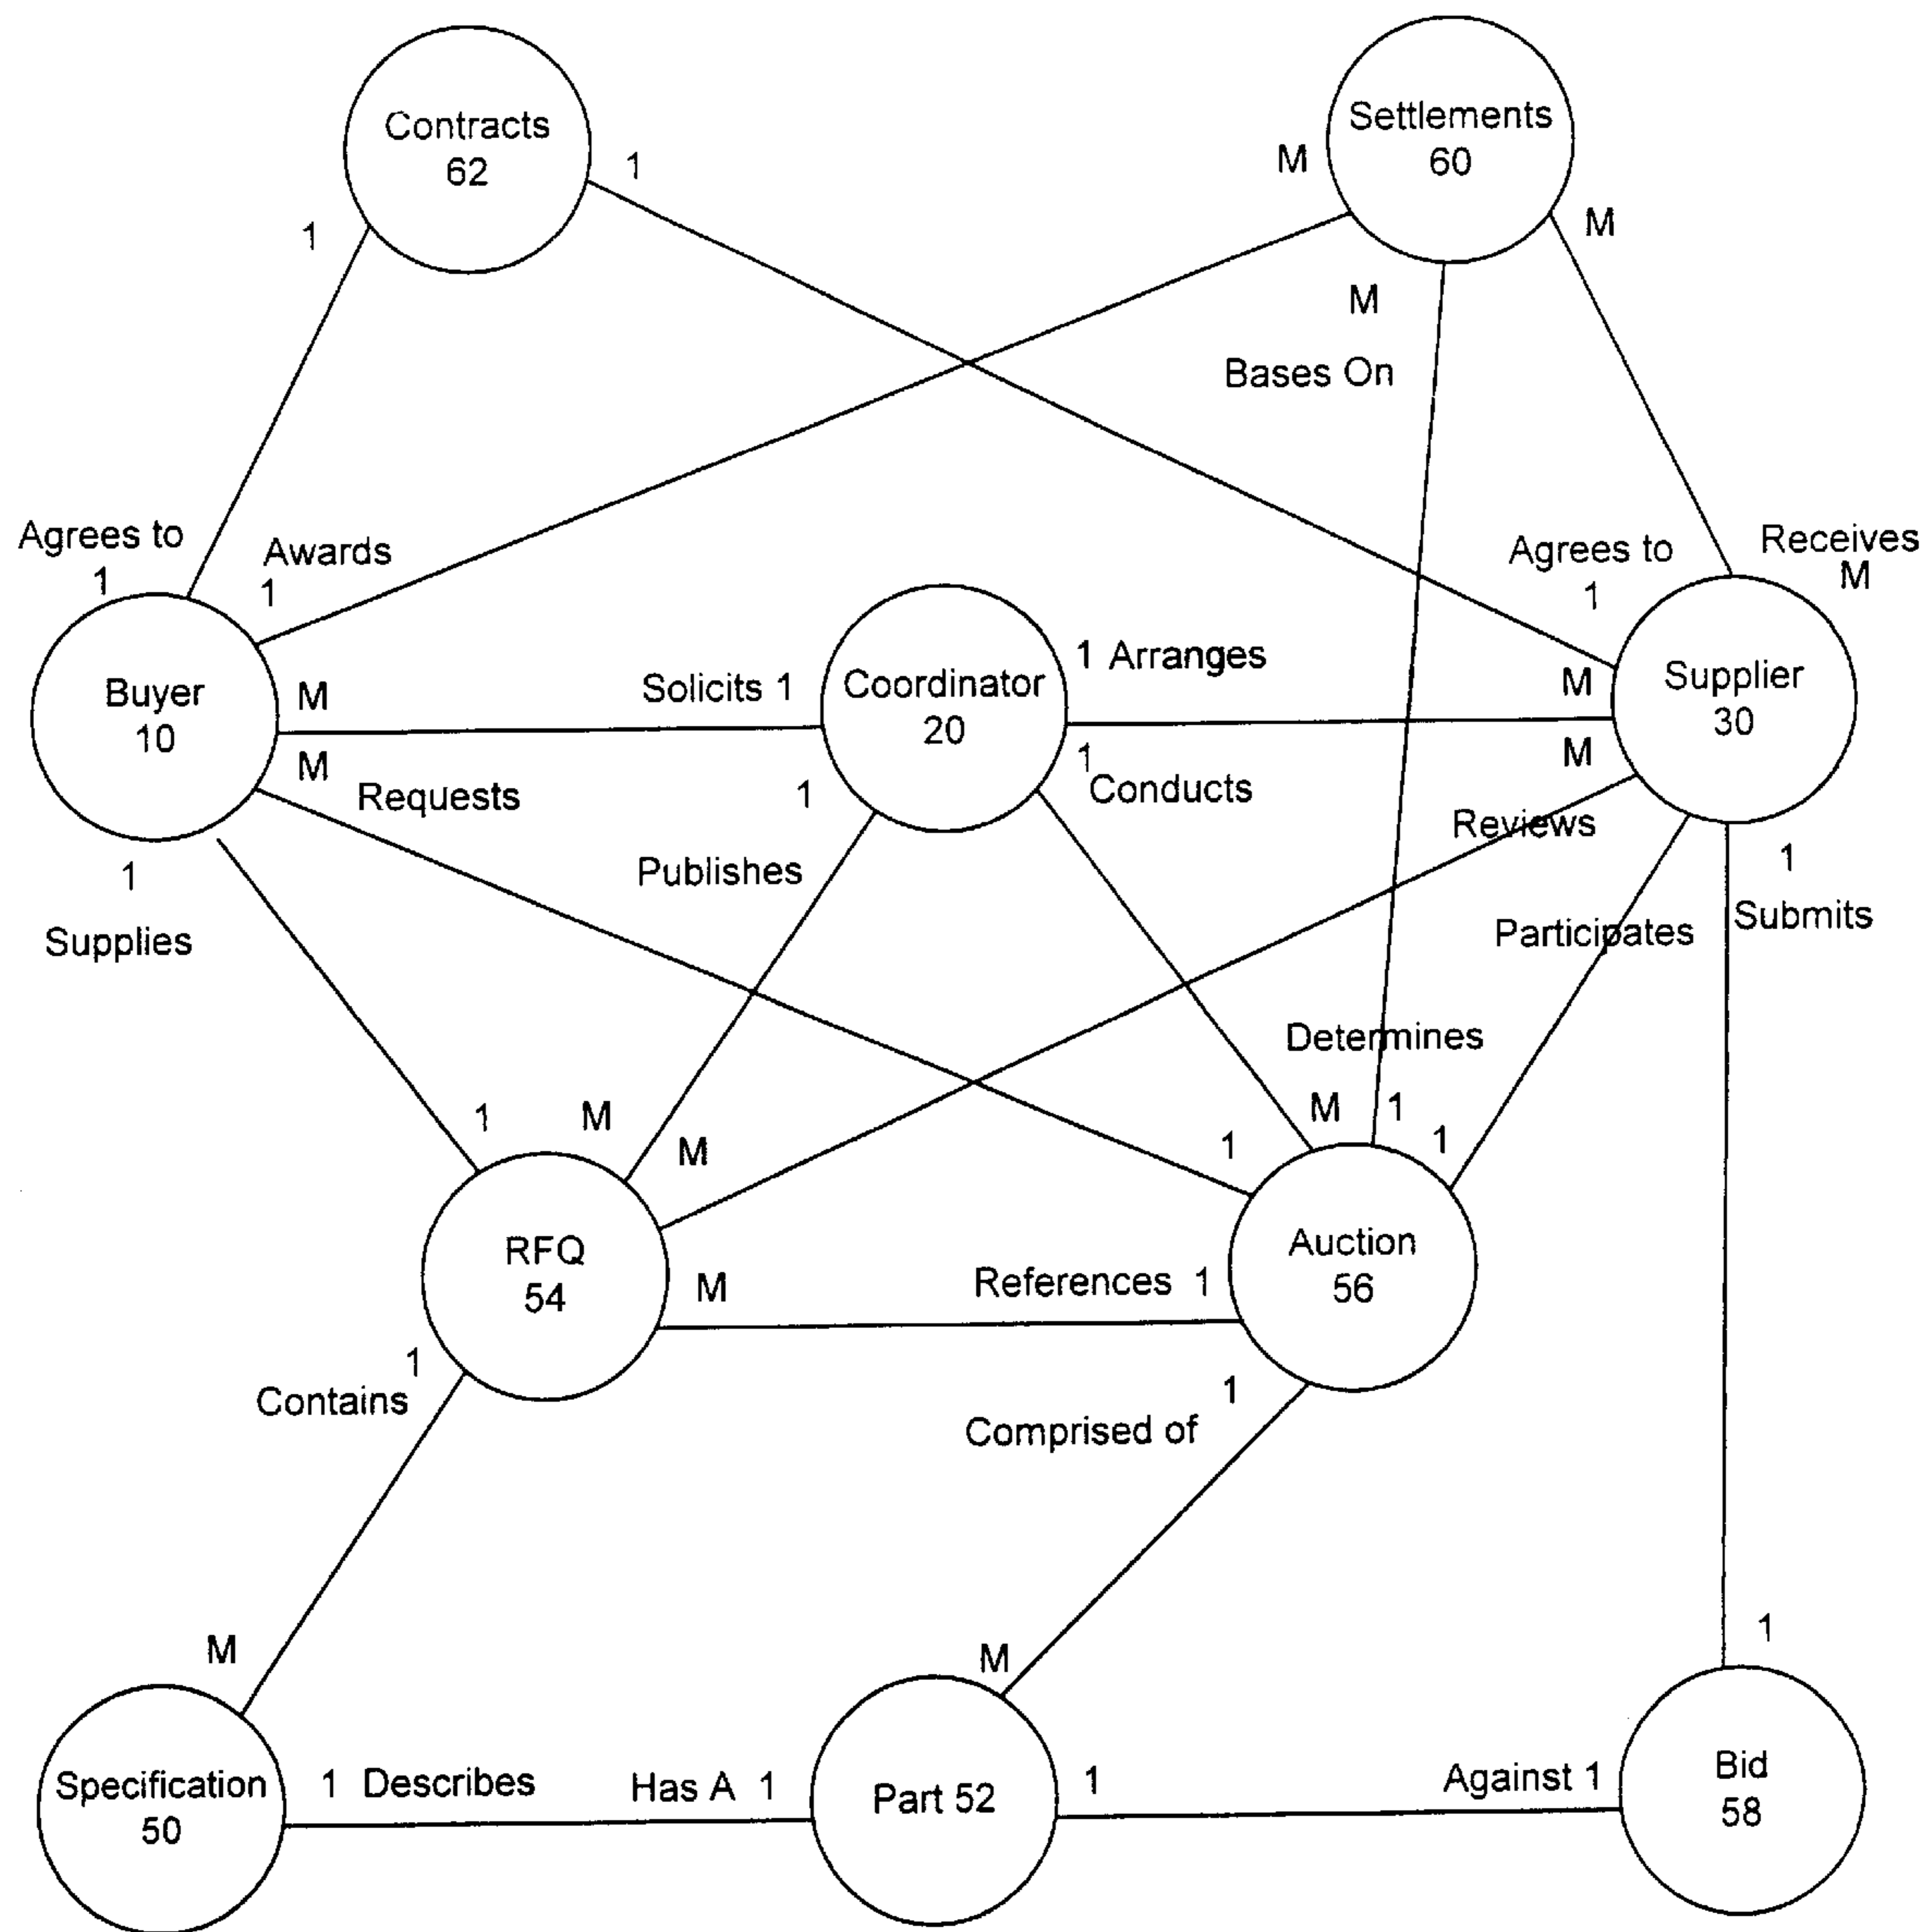 Contracts
62
1
1
Settlements
60
M
M
M
Bases On
Agrees to
1
Awards
1
Agrees to
1
Receives
M
Buyer
10
M
Solicits 1
Coordinator
20
1 Arranges
M
Supplier
30
M
Requests
1
1
Conducts
M
Reviews
1
Supplies
Publishes
Participates
1
Submits
Determines
1
M
M
1
M
1
1
RFQ
54
M
References 1
Auction
56
1
Contains
1
Comprised of
M
M
1
Specification
50
1 Describes
Has A 1
Part 52
1
Against 1
Bid
58